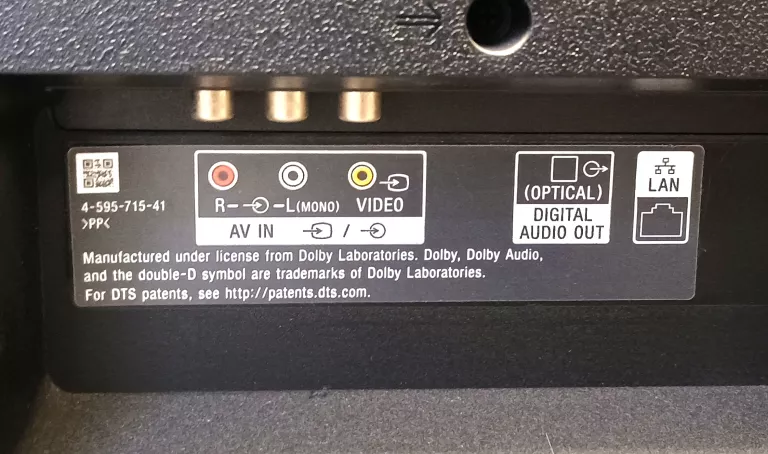 4-595-715-41
>PP<
R- -L(MONO) VIDEO
AV IN /
(OPTICAL)
DIGITAL
AUDIO OUT
LAN
Manufactured under license from Dolby Laboratories. Dolby, Dolby Audio,
and the double-D symbol are trademarks of Dolby Laboratories.
For DTS patents, see http://patents.dts.com.